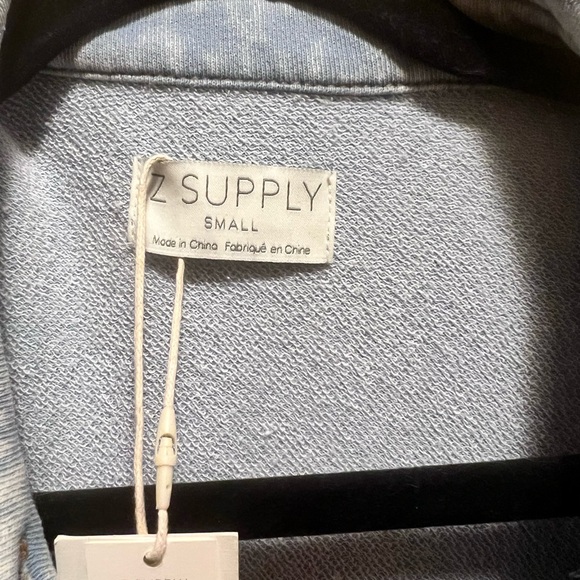 Z SUPPLY
SMALL
Made in China Fabriqué en Chine